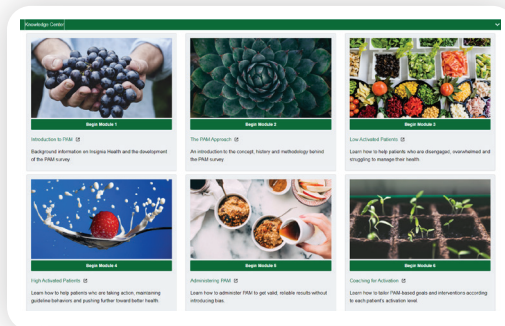 Knowledge Center
Begin Module 1
Introduction to PAM
Background information on Insignia Health and the development
of the PAM survey.
Begin Module 2
The PAM Approach
An introduction to the concept, history and methodology behind
the PAM survey
Begin Module 3
Low Activated Patients
Learn how to help patients who are disengaged, overwhelmed and
struggling to manage their health.
Begin Module 4
High Activated Patients
Learn how to help patients who are taking action, maintaining
guideline behaviors and pushing further toward better health.
Begin Module 5
Administering PAM
Learn how to administer PAM to get valid, reliable results without
introducing bias.
Begin Module 6
Coaching for Activation
Learn how to tailor PAM-based goals and interventions according
to each patient's activation level.